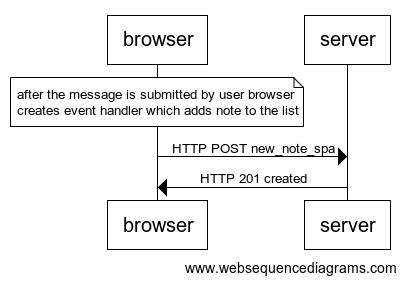 browser
server
after the message is submitted by user browser
creates event handler which adds note to the list
HTTP POST new_note_spa
HTTP 201 created
browser
server
www.websequencediagrams.com